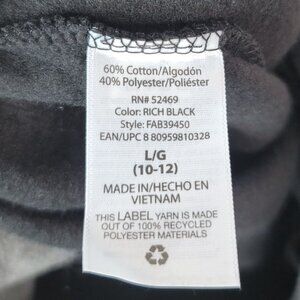 60% Cotton/Algodón
40% Polyester/Poliéster
RN# 52469
Color: RICH BLACK
Style: FAB39450
EAN/UPC 8 80959810328
L/G
(10-12)
MADE IN/HECHO EN
VIETNAM
THIS LABEL YARN IS MADE
OUT OF 100% RECYCLED
POLYESTER MATERIALS